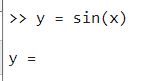 >> y = sin(x)
y =